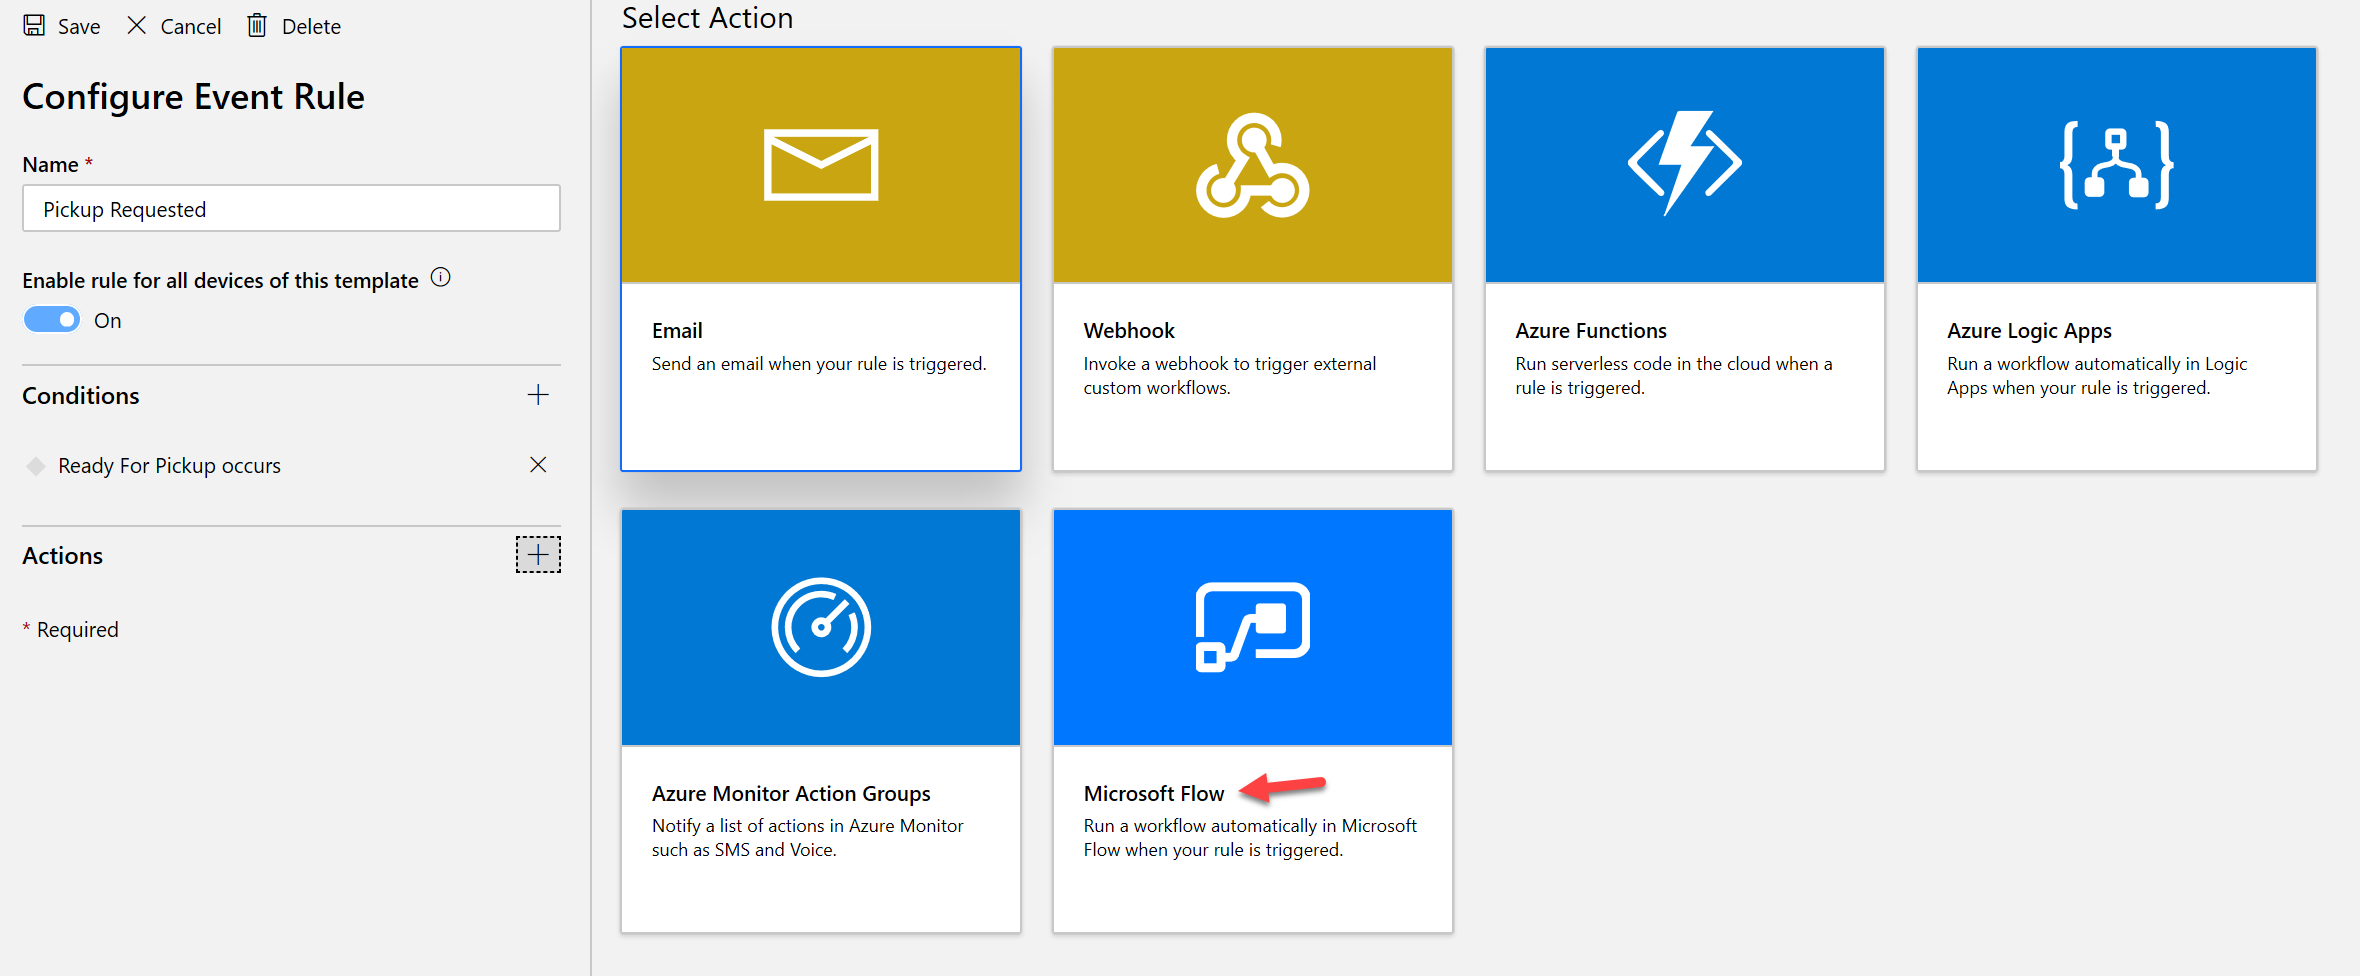 Save Cancel Delete
Configure Event Rule
Name *
Pickup Requested
Enable rule for all devices of this template
On
Conditions
Ready For Pickup occurs
Actions
* Required
Select Action
Email
Send an email when your rule is triggered.
Webhook
Invoke a webhook to trigger external
custom workflows.
Azure Functions
Run serverless code in the cloud when a
rule is triggered.
Azure Logic Apps
Run a workflow automatically in Logic
Apps when your rule is triggered.
Azure Monitor Action Groups
Notify a list of actions in Azure Monitor
such as SMS and Voice.
Microsoft Flow
Run a workflow automatically in Microsoft
Flow when your rule is triggered.